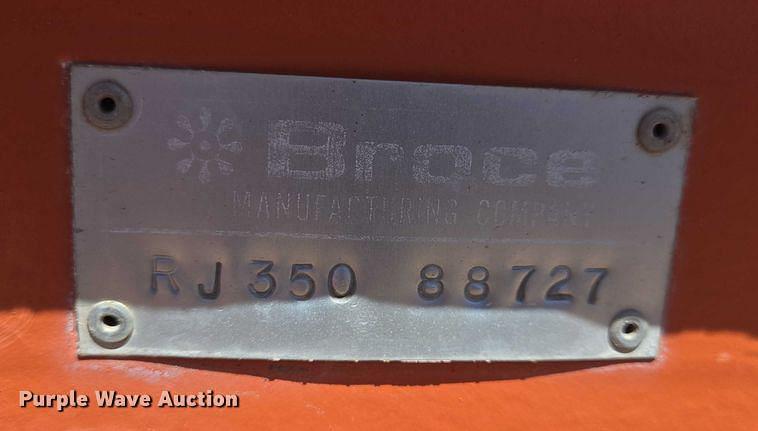 Broce
MANUFACTURING COMPANY
RJ350 88727
Purple Wave Auction